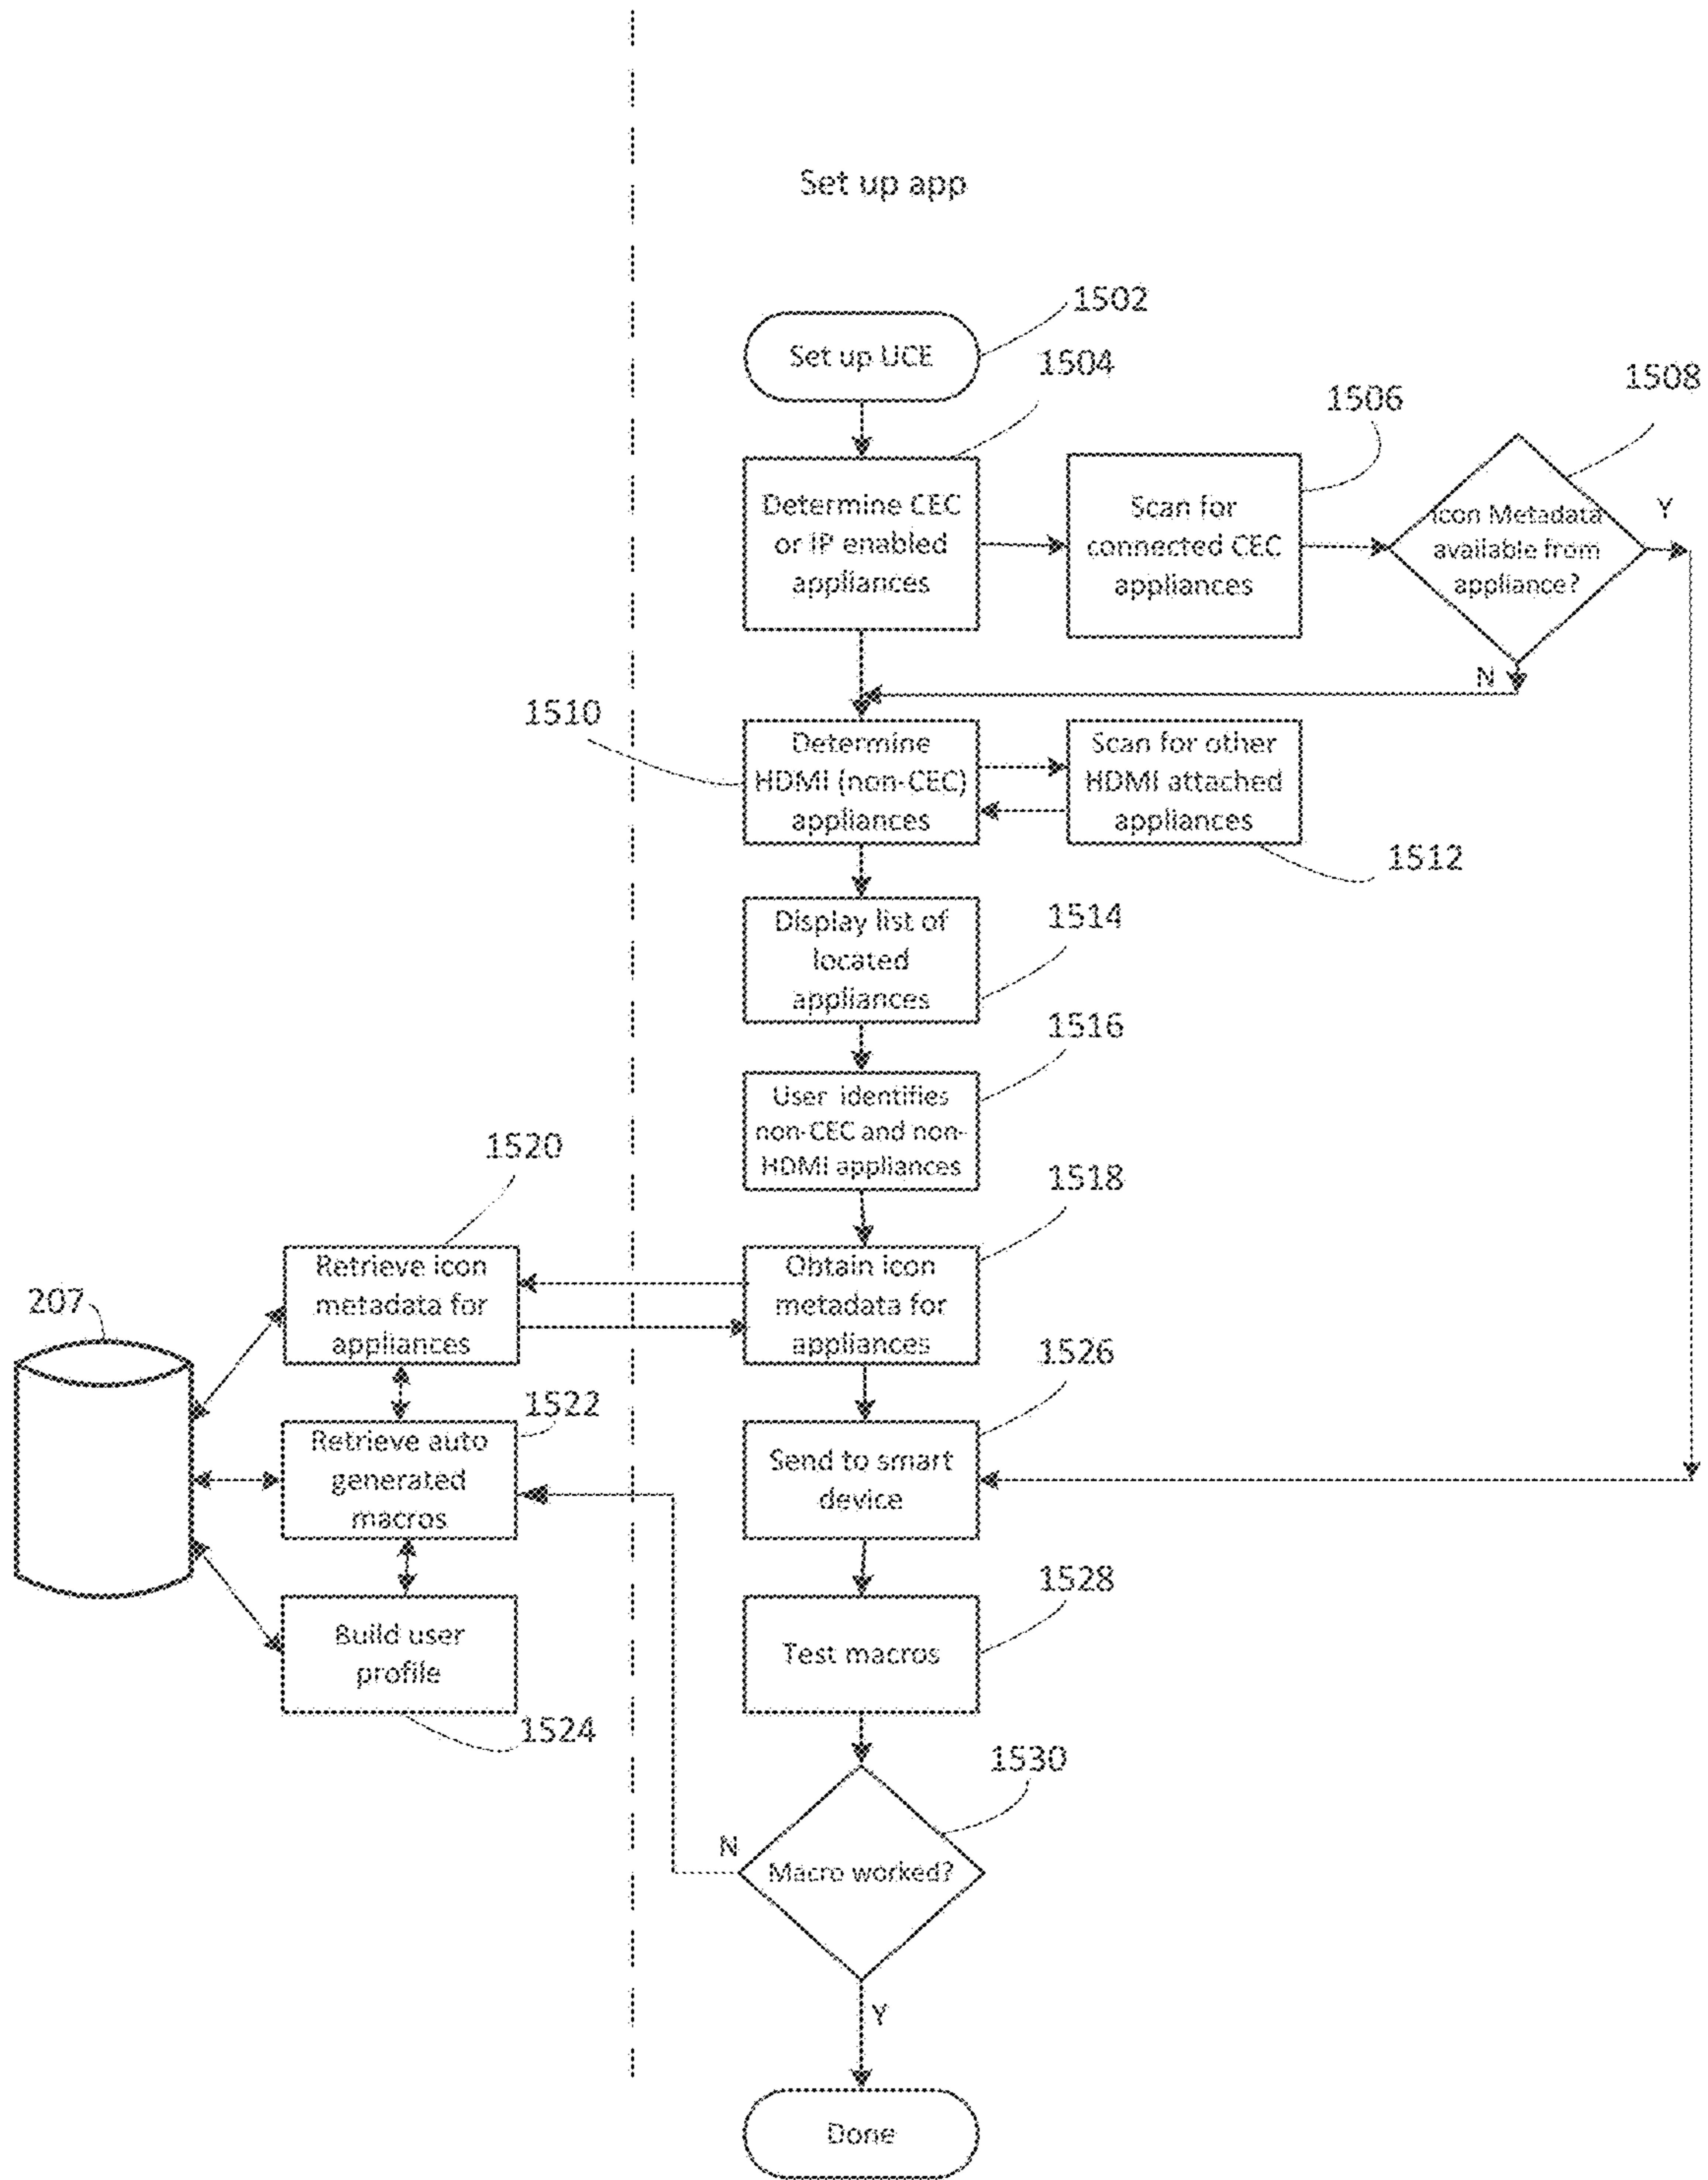 Set up app
1502
Set up UCE
1504
1506
1508
Determine CEC
or IP enabled
appliances
Scan for
connected CEC
appliances
Icon Metadata
available from
appliance?
Y
N
1510
Determine
HDMI (non-CEC)
appliances
Scan for other
HDMI attached
appliances
1512
Display list of
located
appliances
1514
1516
User identifies
non-CEC and non-
HDMI appliances
1520
1518
Retrieve icon
metadata for
appliances
Obtain icon
metadata for
appliances
207
1526
1522
Retrieve auto
generated
macros
Send to smart
device
1528
Build user
profile
Test macros
1524
1530
N
Macro worked?
Y
Done